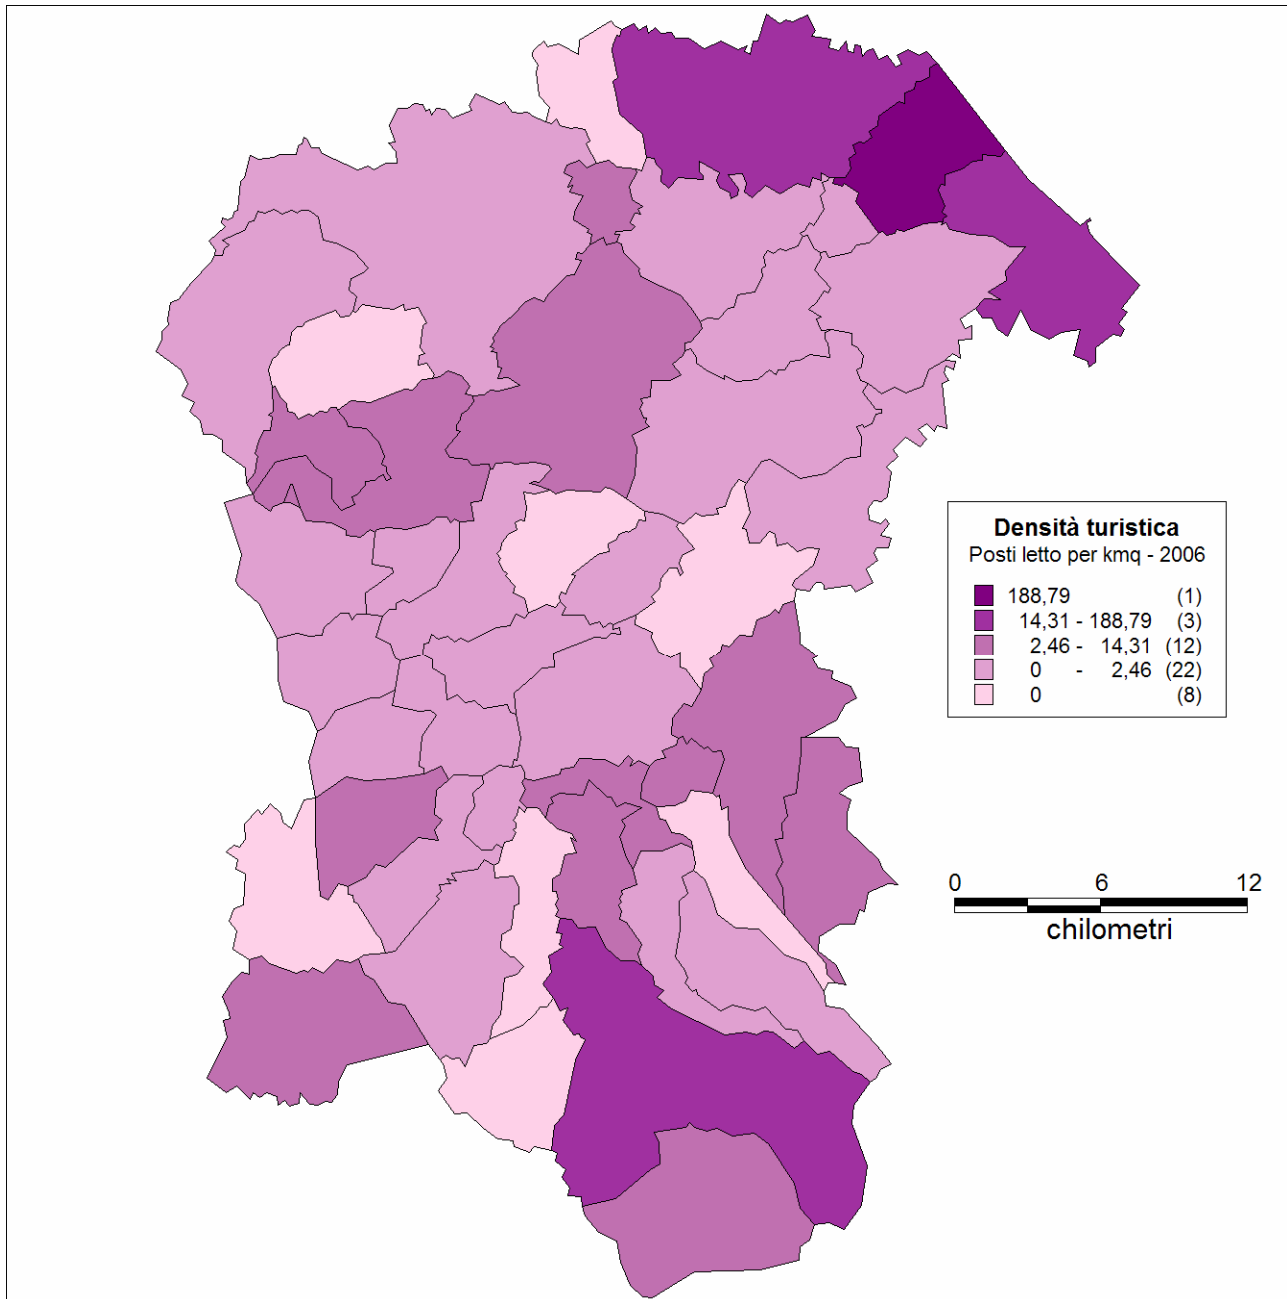 Densità turistica
Posti letto per kmq - 2006
188,79 (1)
14,31 - 188,79 (3)
2,46 - 14,31 (12)
0 - 2,46 (22)
0 (8)
0 6 12
chilometri